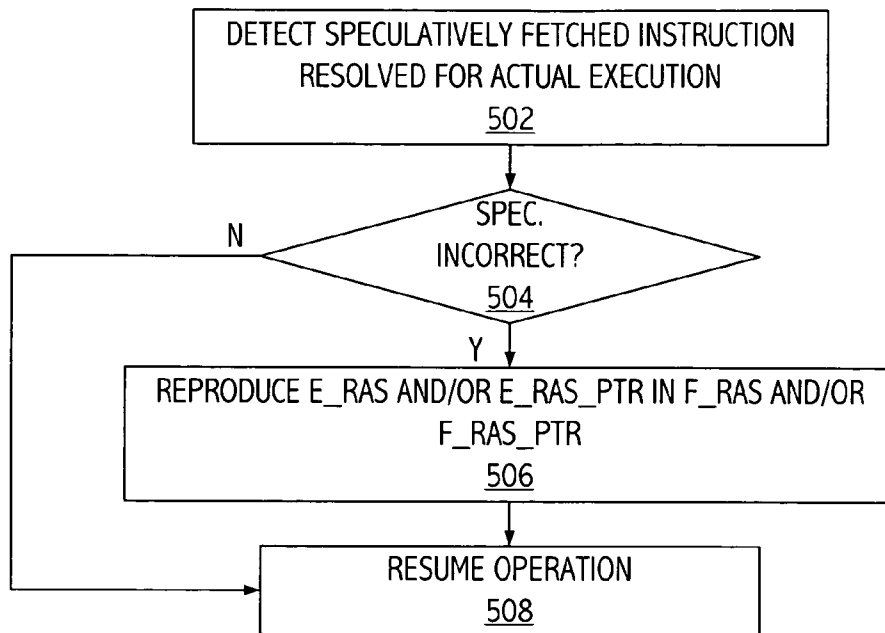 DETECT SPECULATIVELY FETCHED INSTRUCTION
RESOLVED FOR ACTUAL EXECUTION
502
N
SPEC.
INCORRECT?
504
Y
REPRODUCE E_RAS AND/OR E_RAS_PTR IN F_RAS AND/OR
F_RAS_PTR
506
RESUME OPERATION
508